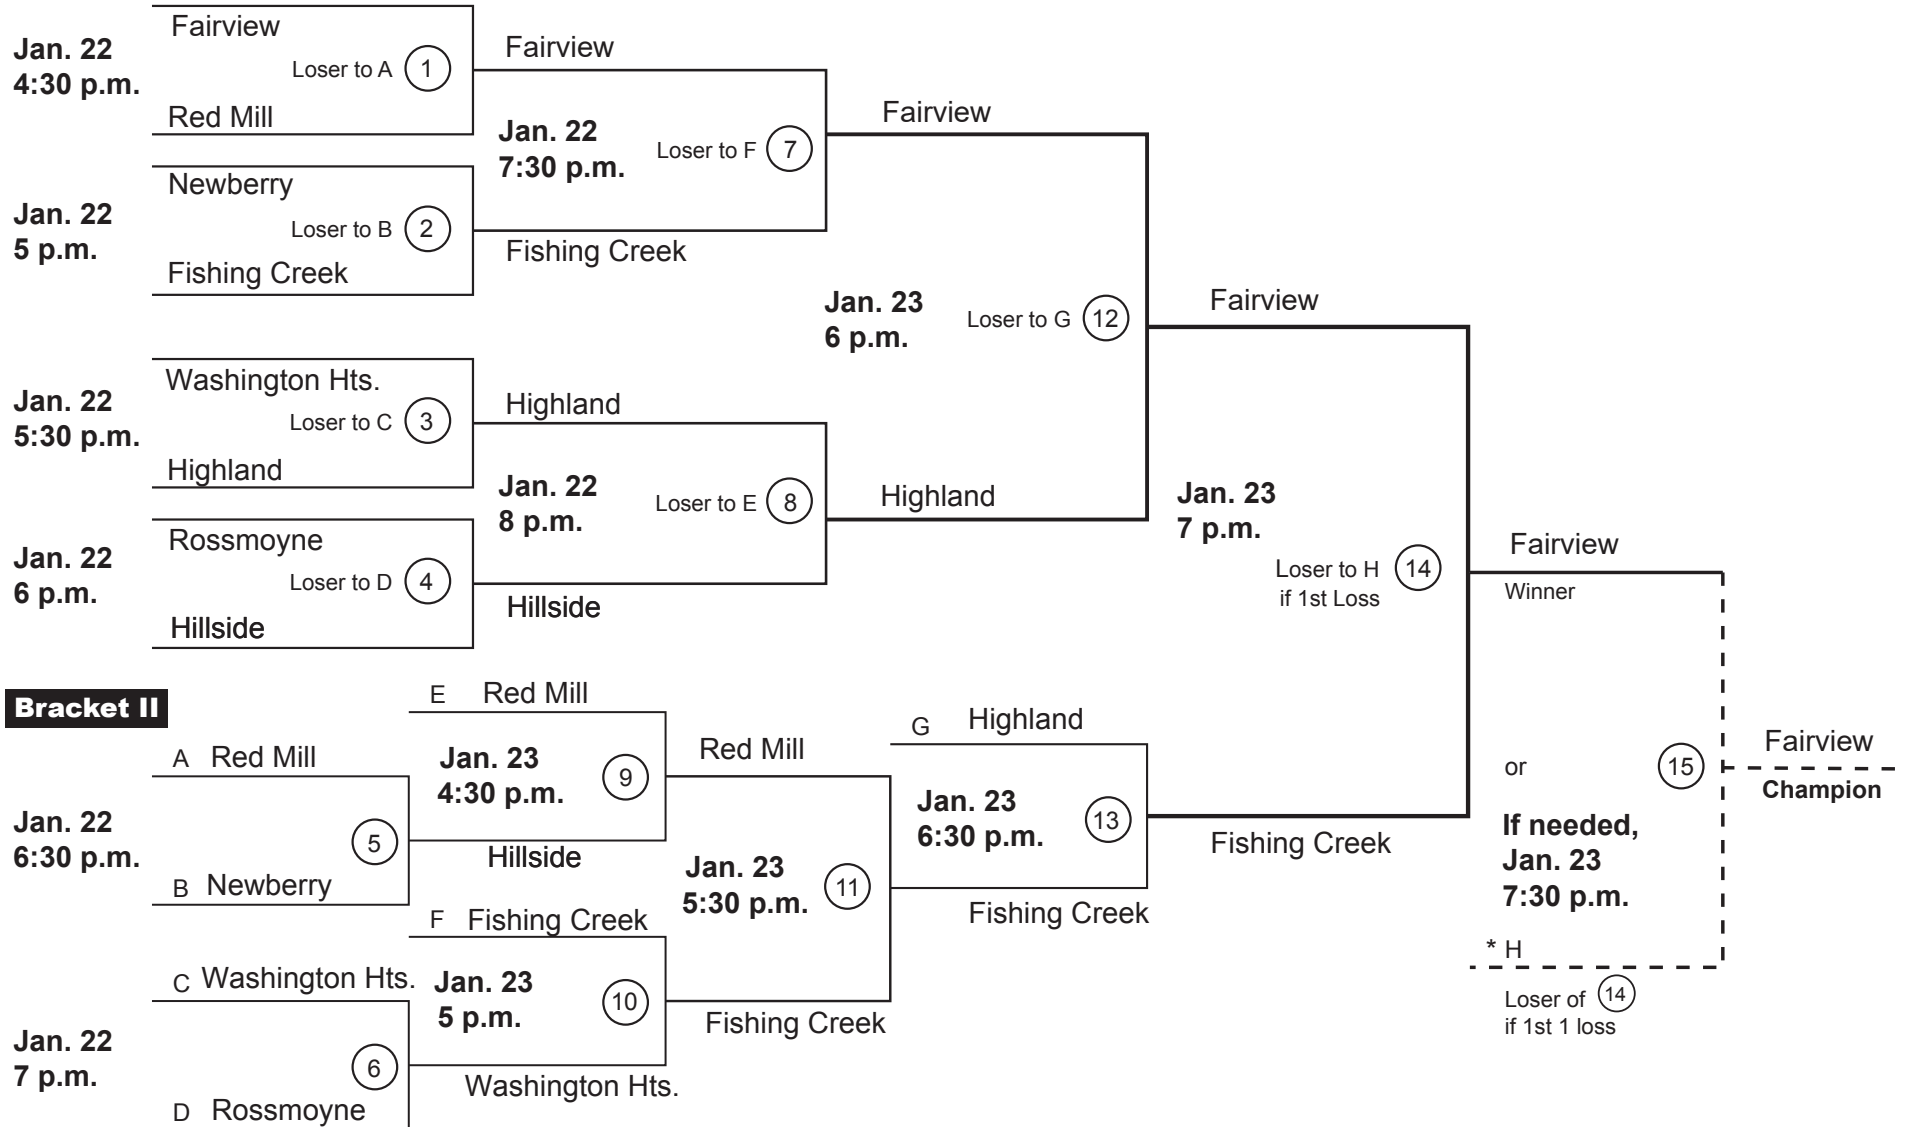 Fairview
Jan. 22
4:30 p.m.
Loser to A 1
Red Mill
Fairview
Jan. 22
7:30 p.m.
Loser to F 7
Newberry
Jan. 22
5 p.m.
Loser to B 2
Fishing Creek
Fishing Creek
Fairview
Jan. 23
6 p.m.
Loser to G 12
Washington Hts.
Jan. 22
5:30 p.m.
Loser to C 3
Highland
Highland
Jan. 22
8 p.m.
Loser to E 8
Rossmoyne
Jan. 22
6 p.m.
Loser to D 4
Hillside
Hillside
Highland
Fairview
Jan. 23
7 p.m.
Loser to H 14
if 1st Loss
Fairview
Winner
Bracket II
A Red Mill
Jan. 22
6:30 p.m.
5
B Newberry
C Washington Hts.
Jan. 22
7 p.m.
6
D Rossmoyne
E Red Mill
Jan. 23
4:30 p.m.
9
Hillside
F Fishing Creek
Jan. 23
5 p.m.
10
Washington Hts.
Red Mill
Jan. 23
5:30 p.m.
11
Fishing Creek
G Highland
Jan. 23
6:30 p.m.
13
Fishing Creek
Fishing Creek
or
15
If needed,
Jan. 23
7:30 p.m.
* H
Loser of 14
if 1st 1 loss
Fairview
Champion